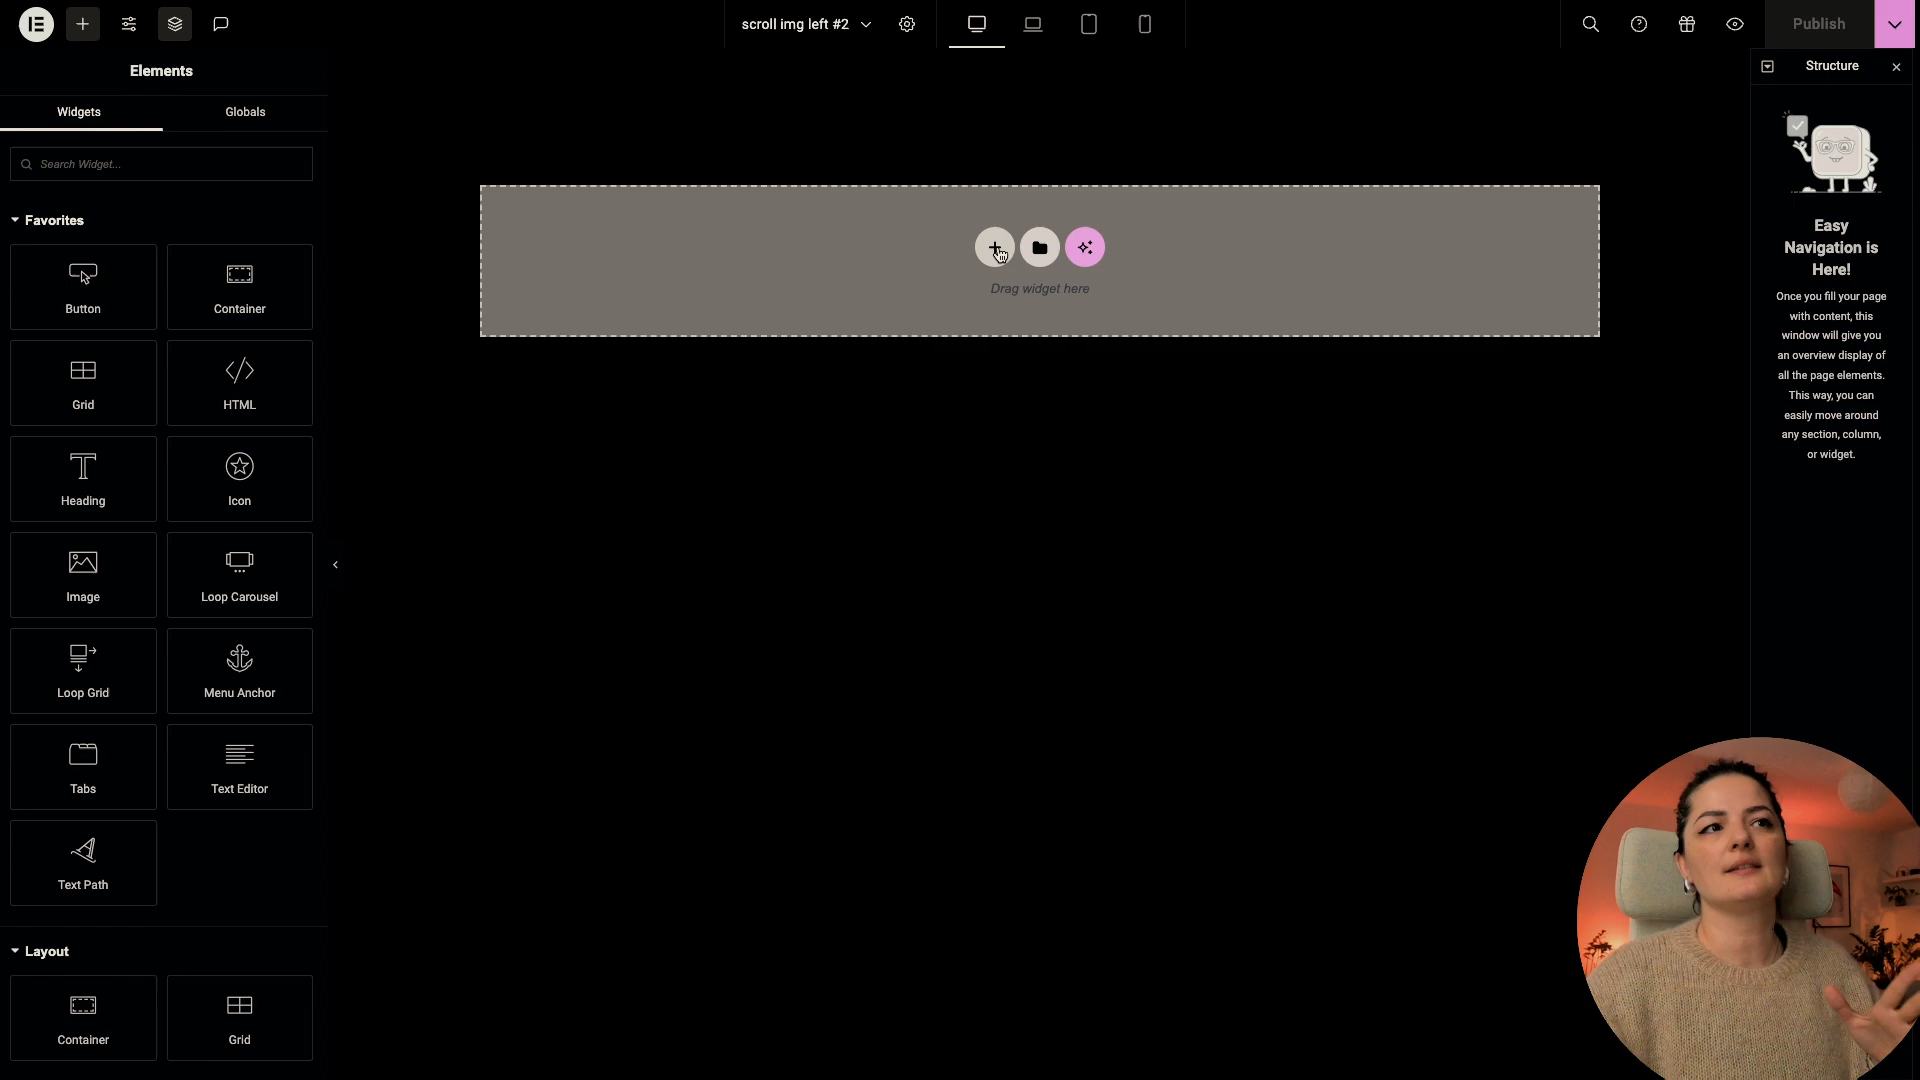 scroll img left #2
Publish
Elements
Structure
Widgets
Globals
Search Widget...
Favorites
Button
Container
Grid
HTML
Heading
Icon
Image
Loop Carousel
Loop Grid
Menu Anchor
Tabs
Text Editor
Text Path
Layout
Container
Grid
Drag widget here
Easy
Navigation is
Here!
Once you fill your page
with content, this
window will give you
an overview display of
all the page elements.
This way, you can
easily move around
any section, column,
or widget.